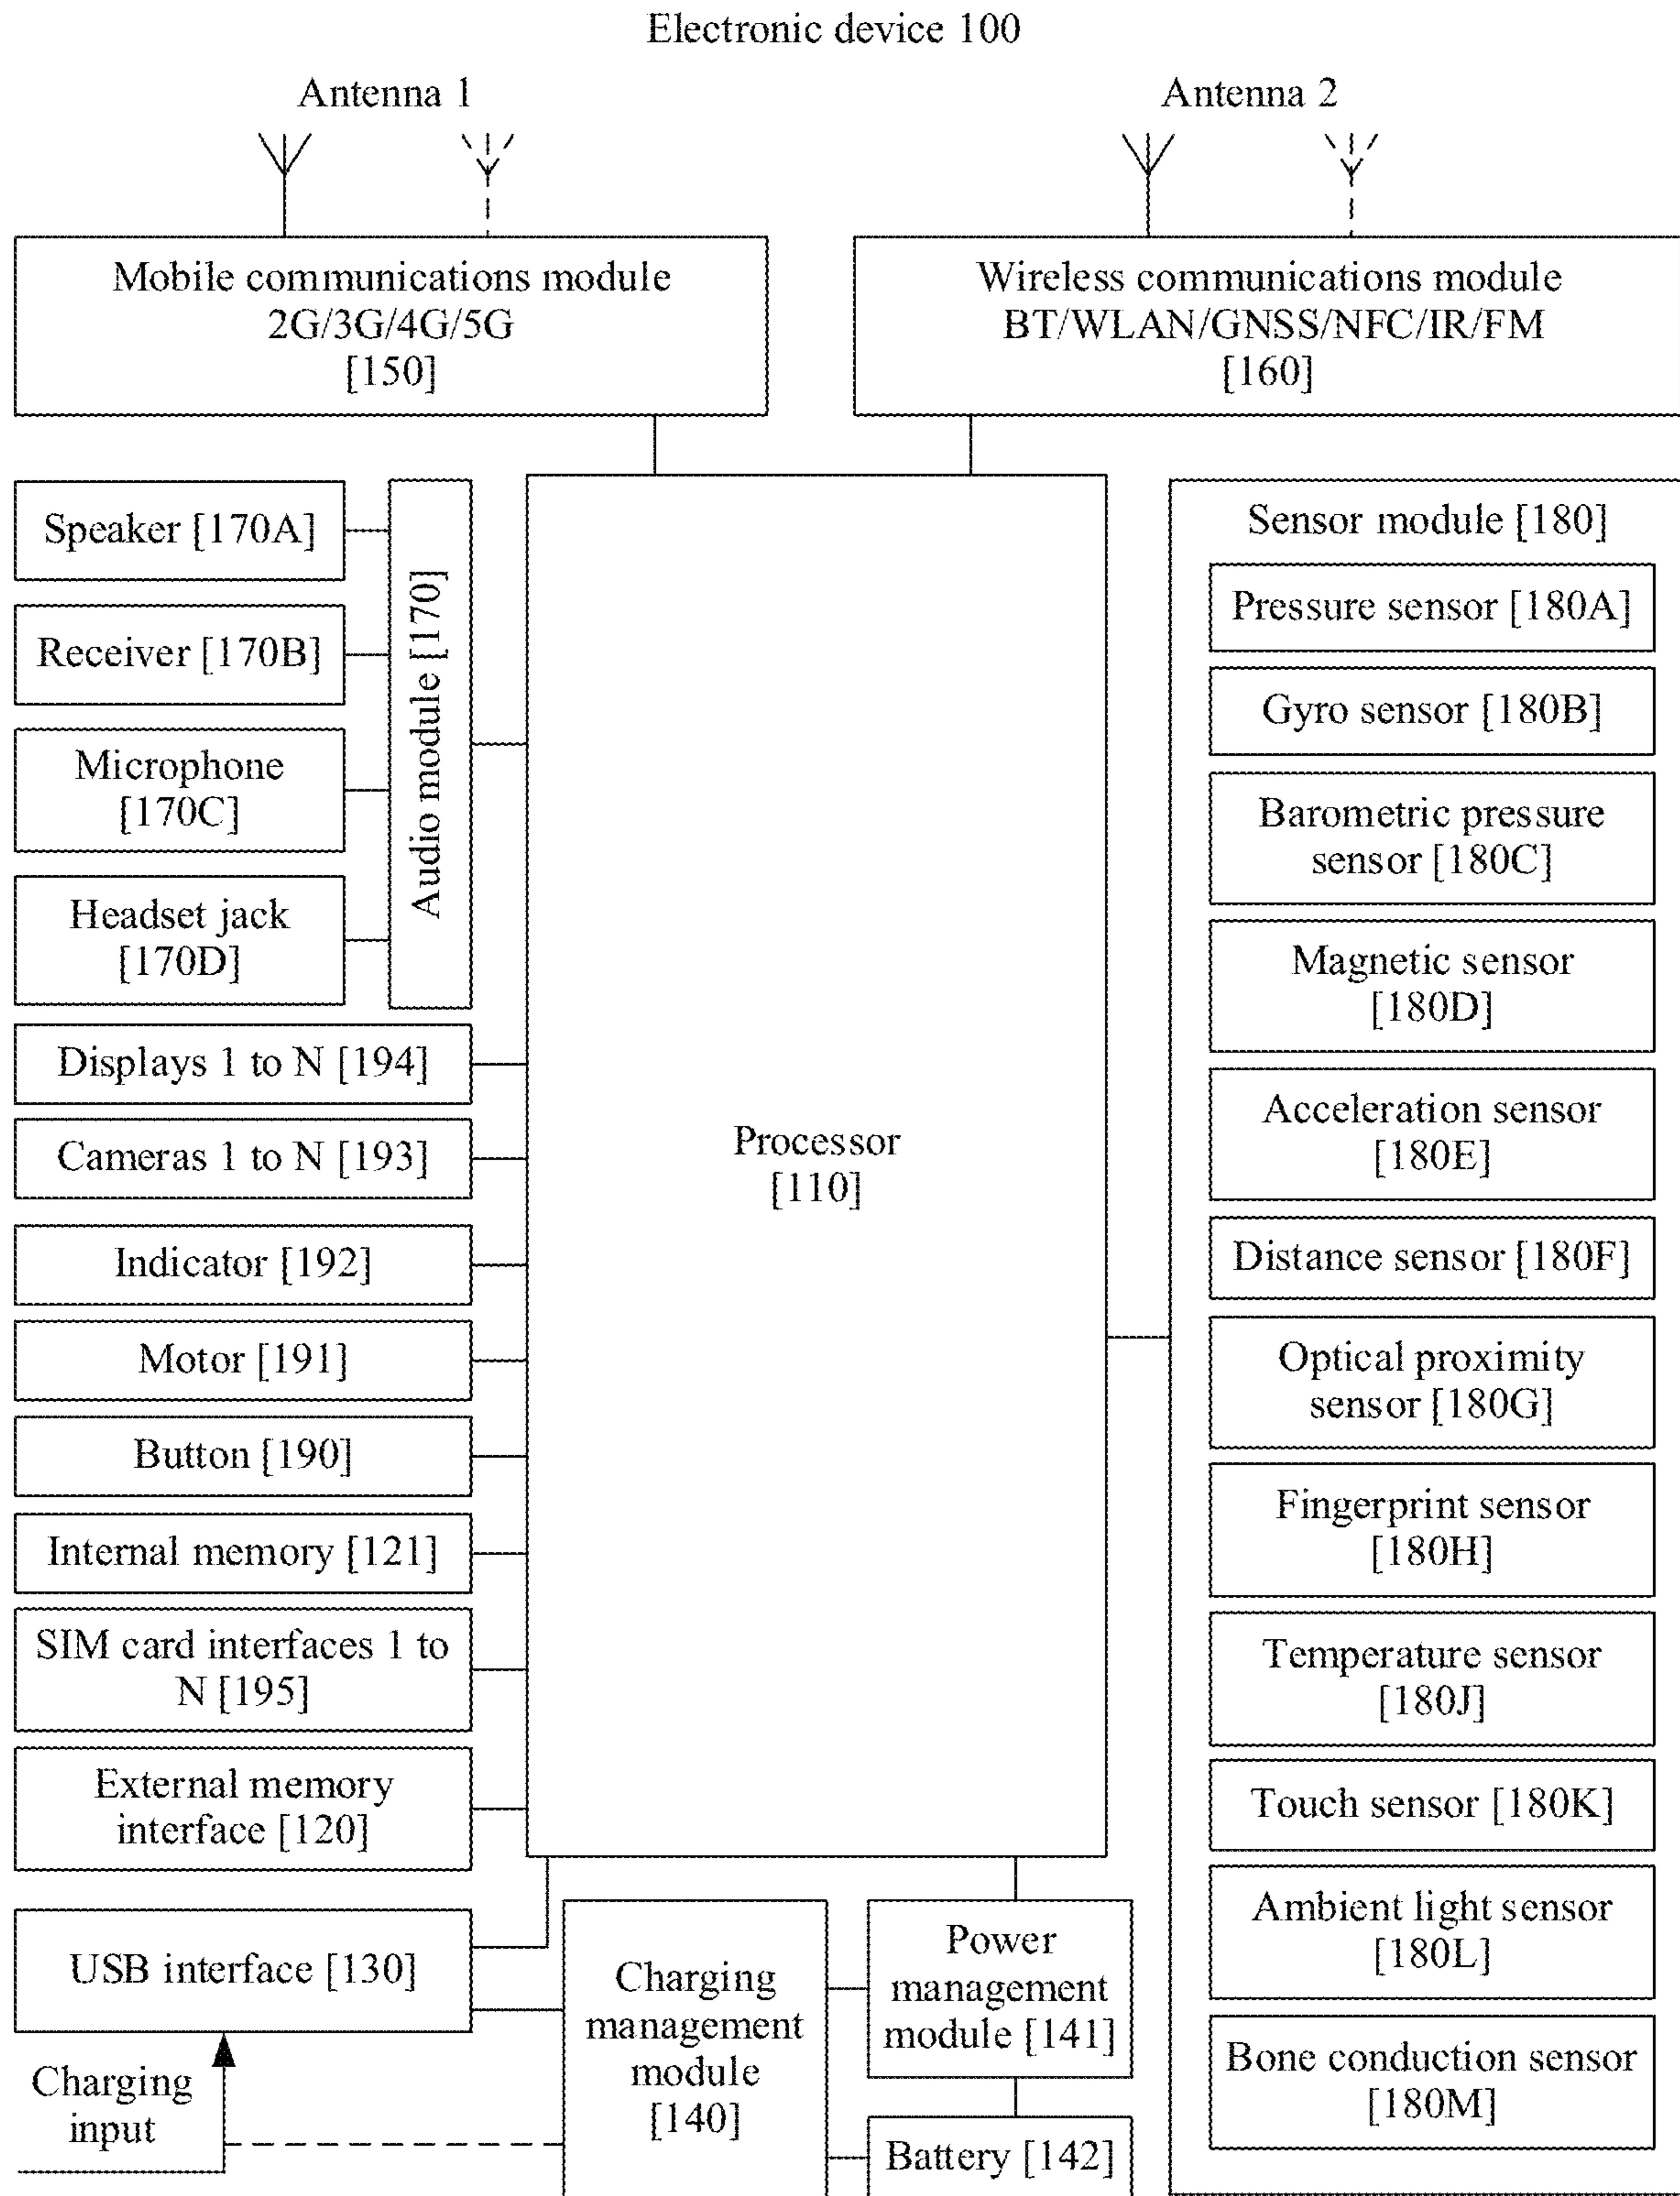 Electronic device 100
Antenna 1
Antenna 2
Mobile communications module
2G/3G/4G/5G
[150]
Wireless communications module
BT/WLAN/GNSS/NFC/IR/FM
[160]
Speaker [170A]
Receiver [170B]
Microphone
[170C]
Headset jack
[170D]
Audio module [170]
Displays 1 to N [194]
Cameras 1 to N [193]
Indicator [192]
Motor [191]
Button [190]
Internal memory [121]
SIM card interfaces 1 to
N [195]
External memory
interface [120]
USB interface [130]
Charging
input
Processor
[110]
Charging
management
module
[140]
Power
management
module [141]
Battery [142]
Sensor module [180]
Pressure sensor [180A]
Gyro sensor [180B]
Barometric pressure
sensor [180C]
Magnetic sensor
[180D]
Acceleration sensor
[180E]
Distance sensor [180F]
Optical proximity
sensor [180G]
Fingerprint sensor
[180H]
Temperature sensor
[180J]
Touch sensor [180K]
Ambient light sensor
[180L]
Bone conduction sensor
[180M]